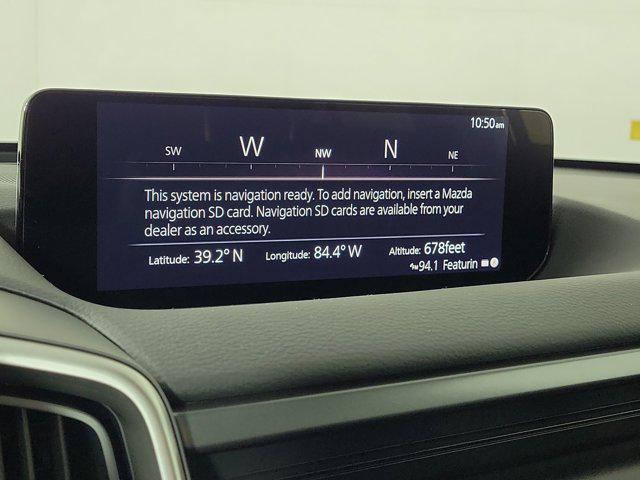 10:50am
SW W NW N NE
This system is navigation ready. To add navigation, insert a Mazda
navigation SD card. Navigation SD cards are available from your
dealer as an accessory.
Latitude: 39.2° N Longitude: 84.4° W Altitude: 678feet
94.1 Featurin